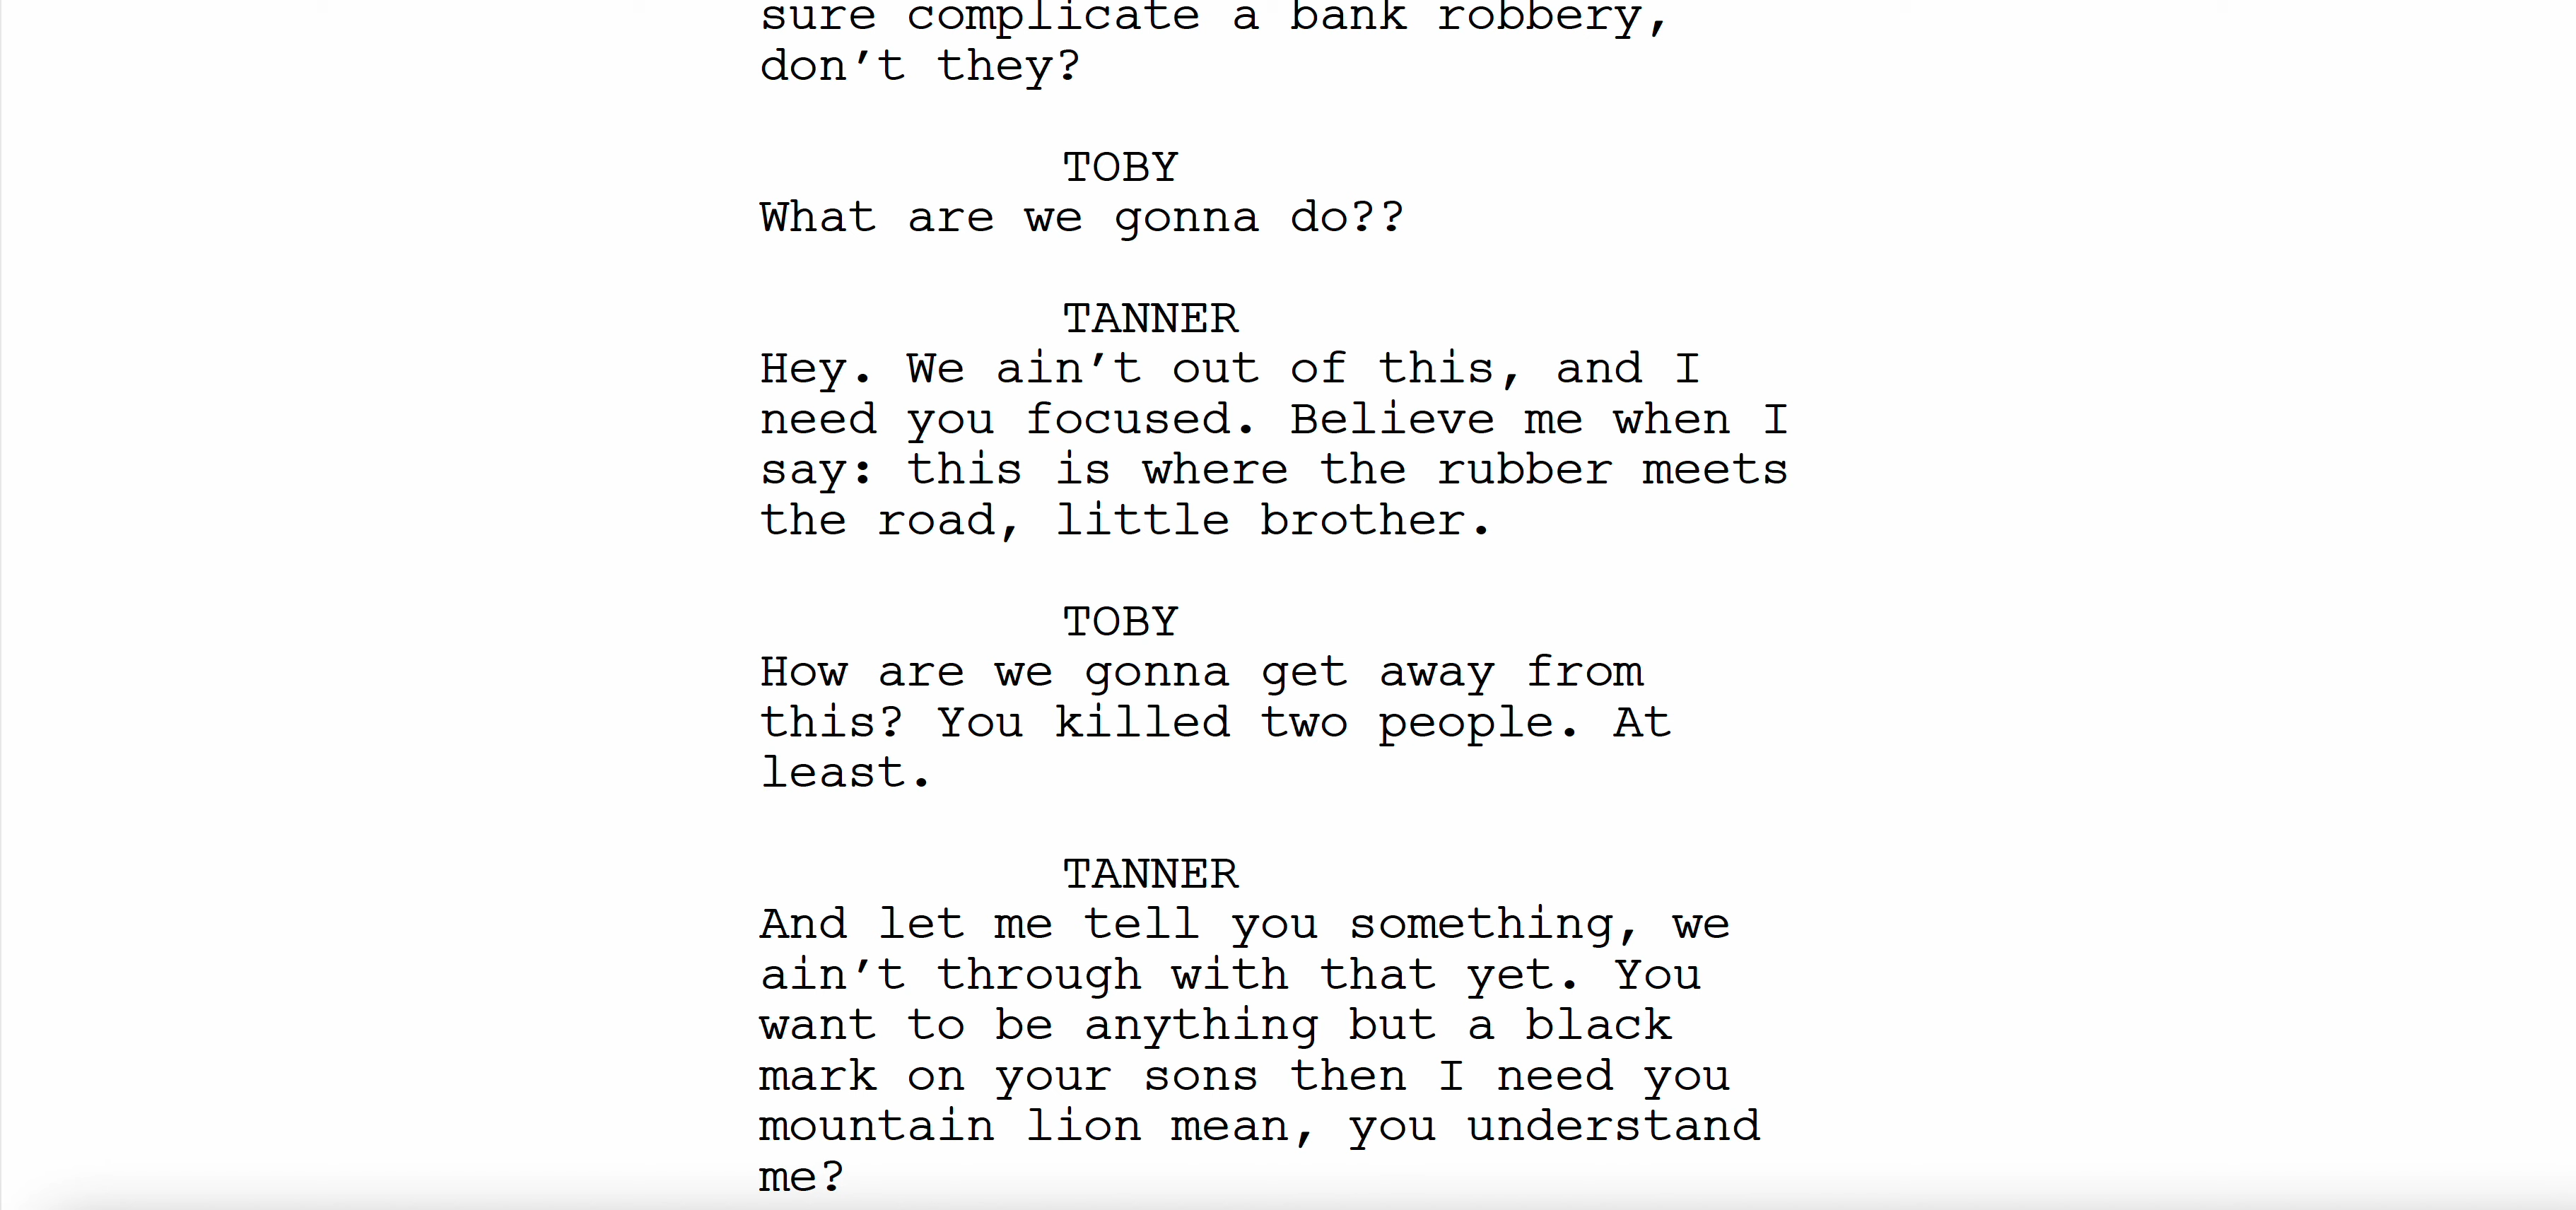 sure complicate a bank robbery,
don’t they?
TOBY
What are we gonna do??
TANNER
Hey. We ain’t out of this, and I
need you focused. Believe me when I
say: this is where the rubber meets
the road, little brother.
TOBY
How are we gonna get away from
this? You killed two people. At
least.
TANNER
And let me tell you something, we
ain’t through with that yet. You
want to be anything but a black
mark on your sons then I need you
mountain lion mean, you understand
me?